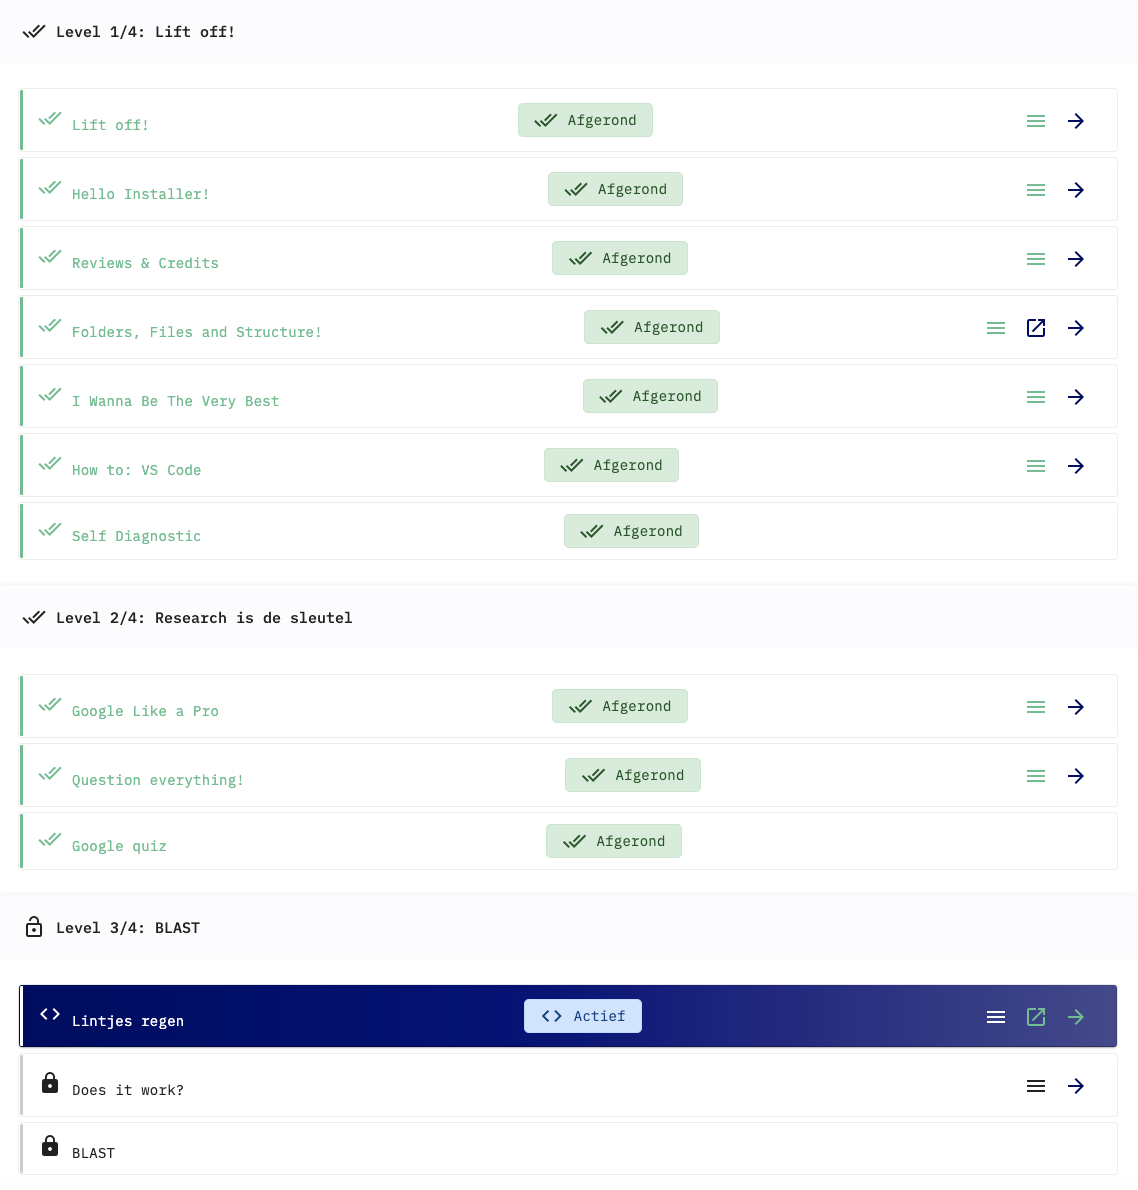 Level 1/4: Lift off!
Lift off!
Afgerond
Hello Installer!
Afgerond
Reviews & Credits
Afgerond
Folders, Files and Structure!
Afgerond
I Wanna Be The Very Best
Afgerond
How to: VS Code
Afgerond
Self Diagnostic
Afgerond
Level 2/4: Research is de sleutel
Google Like a Pro
Afgerond
Question everything!
Afgerond
Google quiz
Afgerond
Level 3/4: BLAST
Lintjes regen
Actief
Does it work?
BLAST